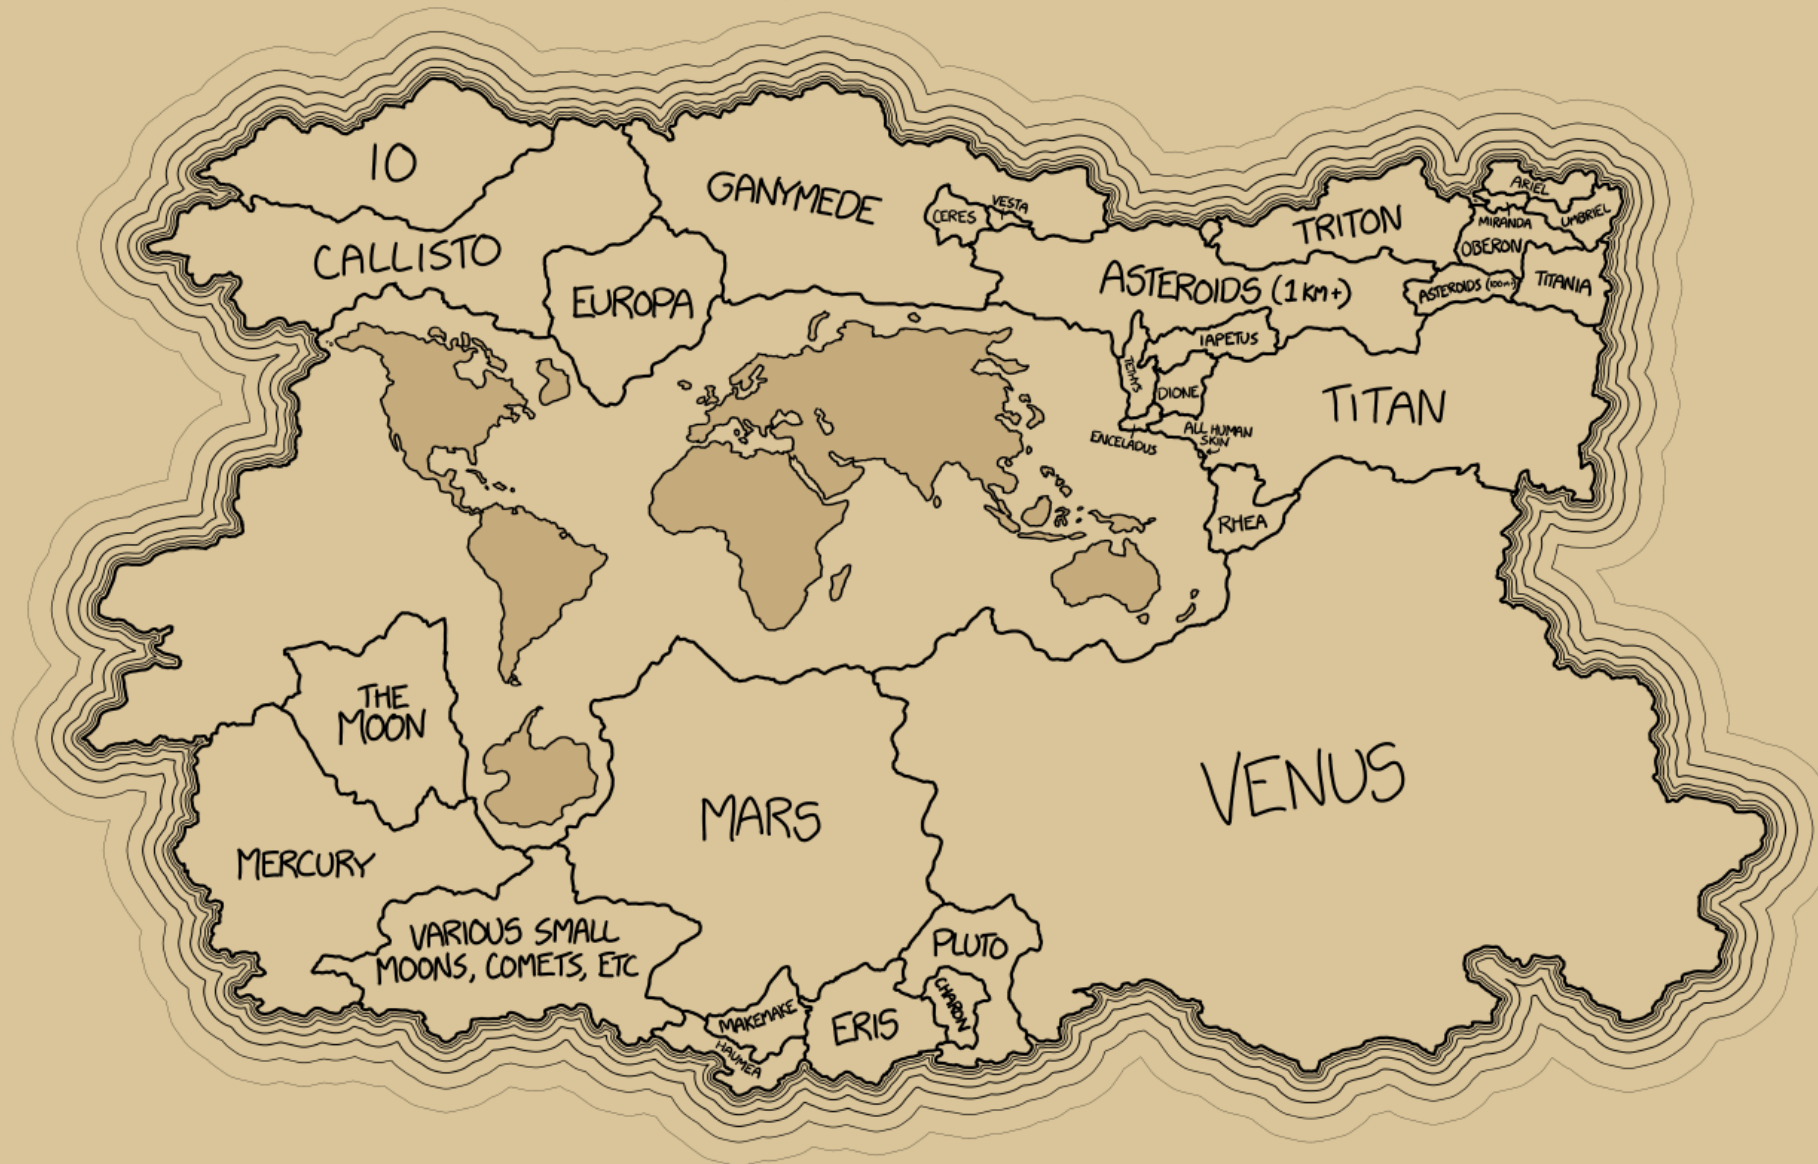 IO
GANYMEDE
CERES
VESTA
CALLISTO
EUROPA
ASTEROIDS (1KM+)
TRITON
ARIEL
MIRANDA
UMBRIEL
OBERON
TITANIA
ASTEROIDS (100m+)
IAPETUS
TETHYS
DIONE
ENCELADUS
ALL HUMAN
SKIN
TITAN
RHEA
THE
MOON
MERCURY
MARS
VENUS
VARIOUS SMALL
MOONS, COMETS, ETC
PLUTO
CHARON
MAKEMAKE
HAUMEA
ERIS